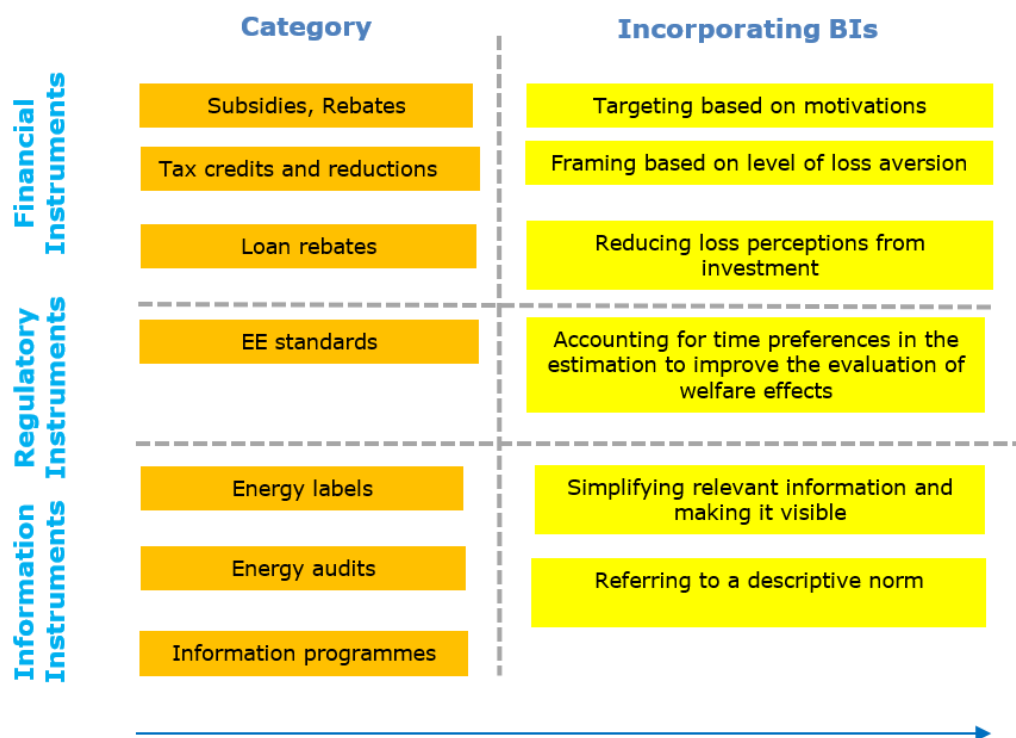 Category
Incorporating BIs
Financial
Instruments
Subsidies, Rebates
Targeting based on motivations
Tax credits and reductions
Framing based on level of loss aversion
Loan rebates
Reducing loss perceptions from
investment
Regulatory
Instruments
EE standards
Accounting for time preferences in the
estimation to improve the evaluation of
welfare effects
Information
Instruments
Energy labels
Simplifying relevant information and
making it visible
Energy audits
Referring to a descriptive norm
Information programmes